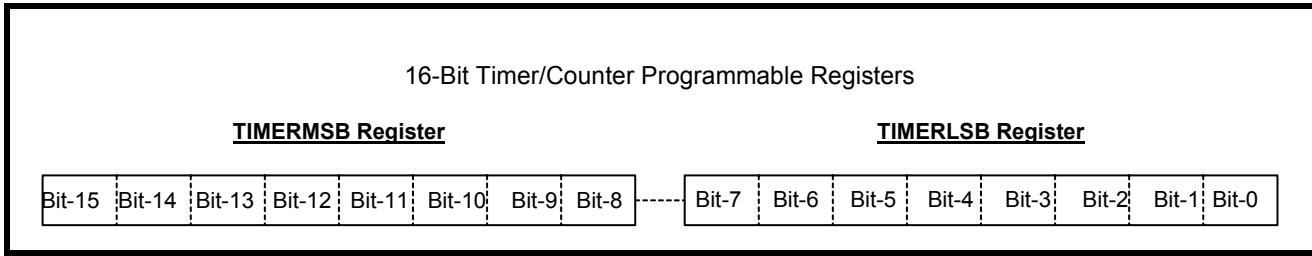 16-Bit Timer/Counter Programmable Registers
TIMERMSB Register TIMERLSB Register
Bit-15 Bit-14 Bit-13 Bit-12 Bit-11 Bit-10 Bit-9 Bit-8 Bit-7 Bit-6 Bit-5 Bit-4 Bit-3 Bit-2 Bit-1 Bit-0